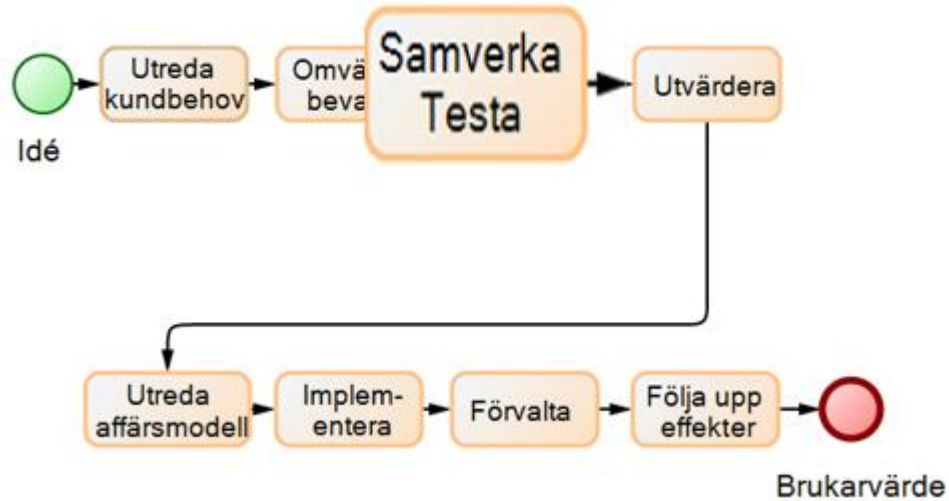 Idé
Utreda
kundbehov
Samverka
Testa
Utvärdera
Utreda
affärsmodell
Implem-
entera
Förvalta
Följa upp
effekter
Brukarvärde